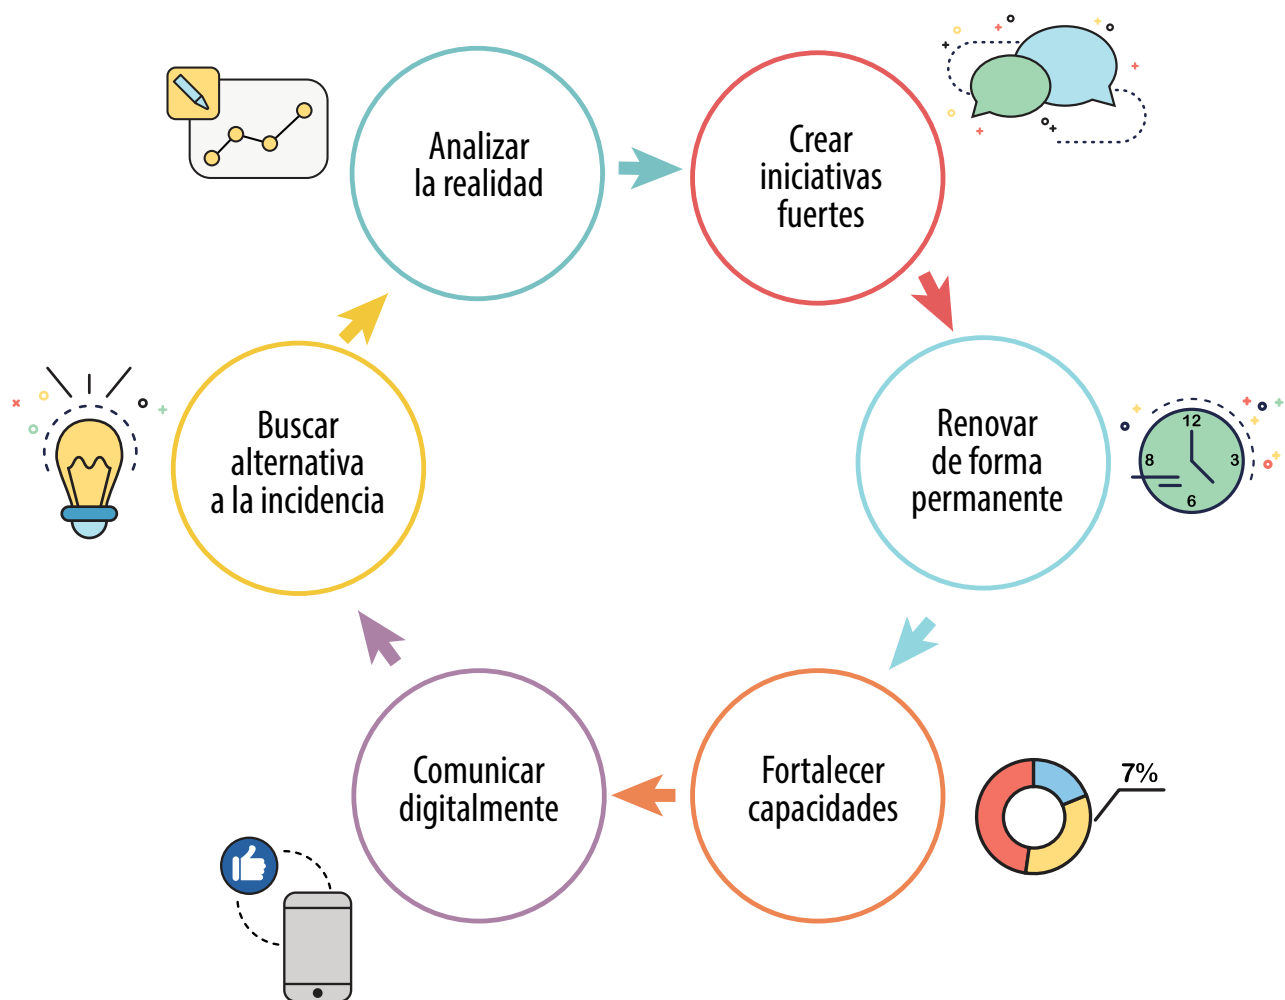 Analizar
la realidad
Crear
iniciativas
fuertes
Renovar
de forma
permanente
12
3
6
8
Fortalecer
capacidades
7%
Comunicar
digitalmente
Buscar
alternativa
a la incidencia